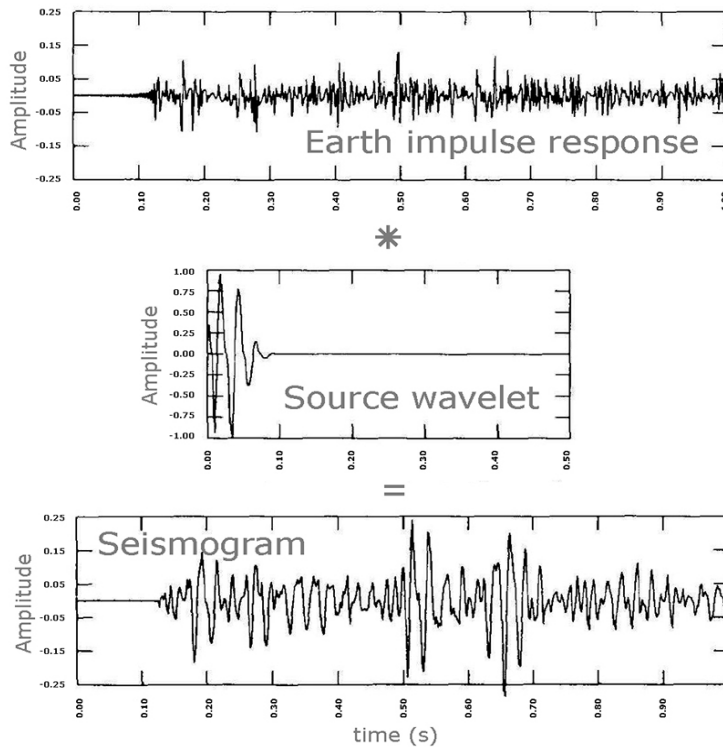 0.25
0.15
0.05
-0.05
-0.15
-0.25
Amplitude
Earth impulse response
0.00 0.10 0.20 0.30 0.40 0.50 0.60 0.70 0.80 0.90 1.00
*
1.00
0.75
0.50
0.25
0.00
-0.25
-0.50
-0.75
-1.00
Amplitude
Source wavelet
0.00 0.10 0.20 0.30 0.40 0.50
=
0.25
0.15
0.05
-0.05
-0.15
-0.25
Amplitude
Seismogram
0.00 0.10 0.20 0.30 0.40 0.50 0.60 0.70 0.80 0.90
time (s)